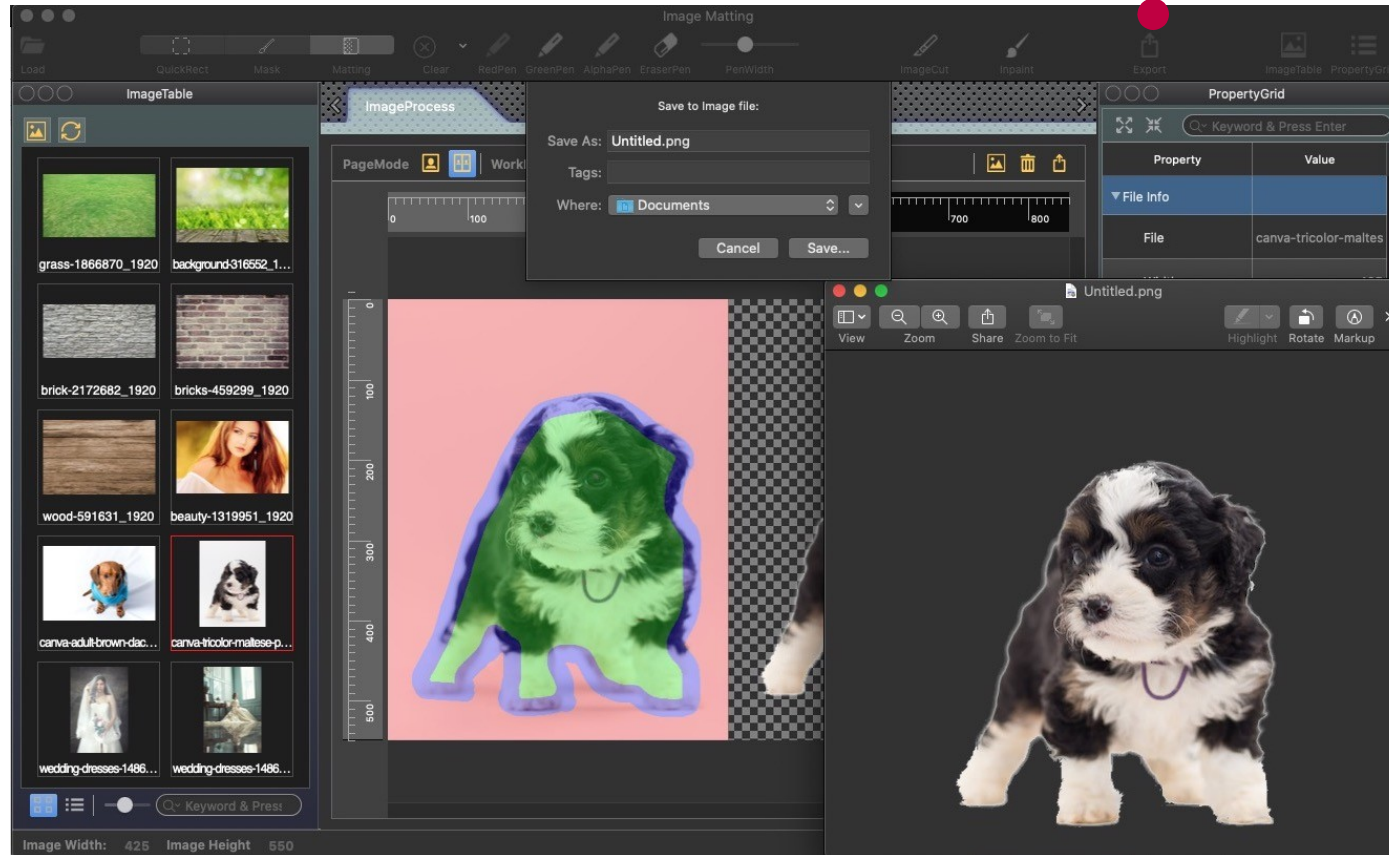 Image Matting
Load
QuickRect
Mask
Matting
Clear
RedPen
GreenPen
AlphaPen
EraserPen
PenWidth
ImageCut
Inpaint
Export
ImageTable
PropertyGr
ImageTable
grass-1866870_1920
background-316552_1...
brick-2172682_1920
bricks-459299_1920
wood-591631_1920
beauty-1319951_1920
canva-adult-brown-dac...
canva-tricolor-maltese-p...
wedding-dresses-1486...
wedding-dresses-1486...
Keyword & Press
Image Width: 425 Image Height 550
ImageProcess
PageMode
0 100 700 800
0
100
200
300
400
500
Save to Image file:
Save As: Untitled.png
Tags:
Where: Documents
Cancel
Save...
PropertyGrid
Keyword & Press Enter
Property Value
File Info
File canva-tricolor-maltes
Untitled.png
View
Zoom
Share
Zoom to Fit
Highlight
Rotate
Markup